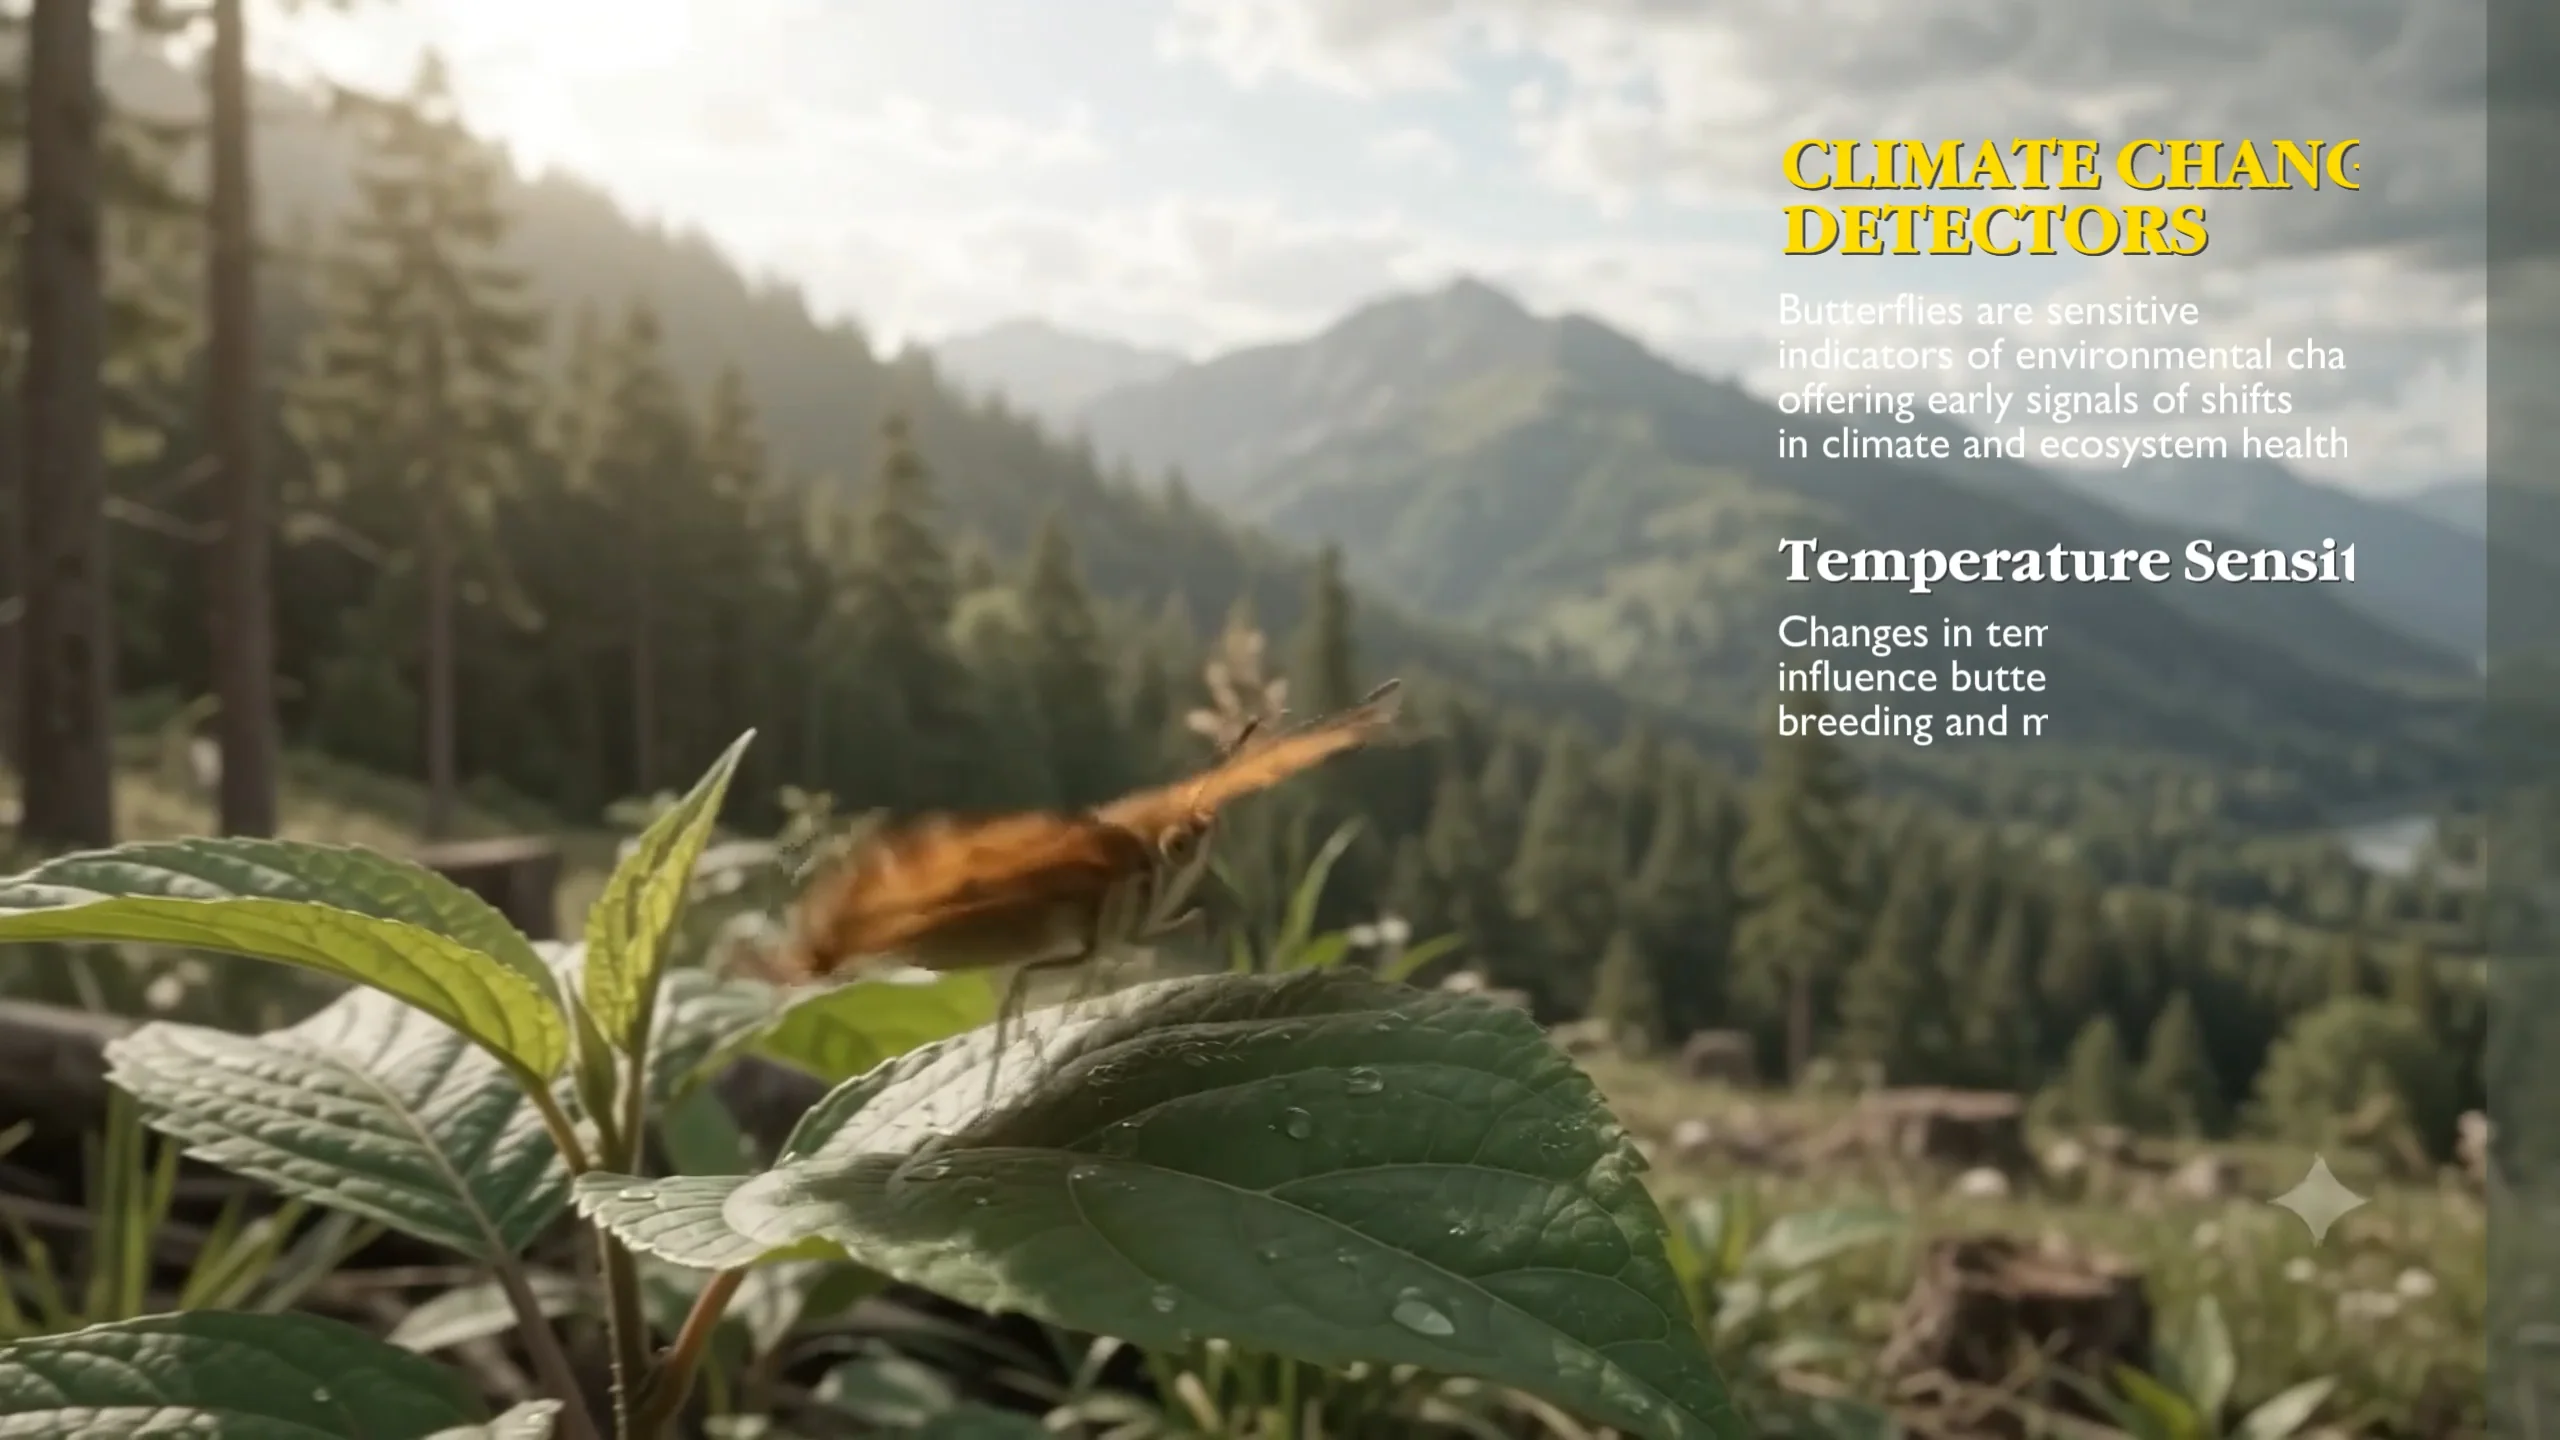 CLIMATE CHANG
DETECTORS
Butterflies are sensitive
indicators of environmental cha
offering early signals of shifts
in climate and ecosystem health
Temperature Sensit
Changes in tem
influence butte
breeding and m